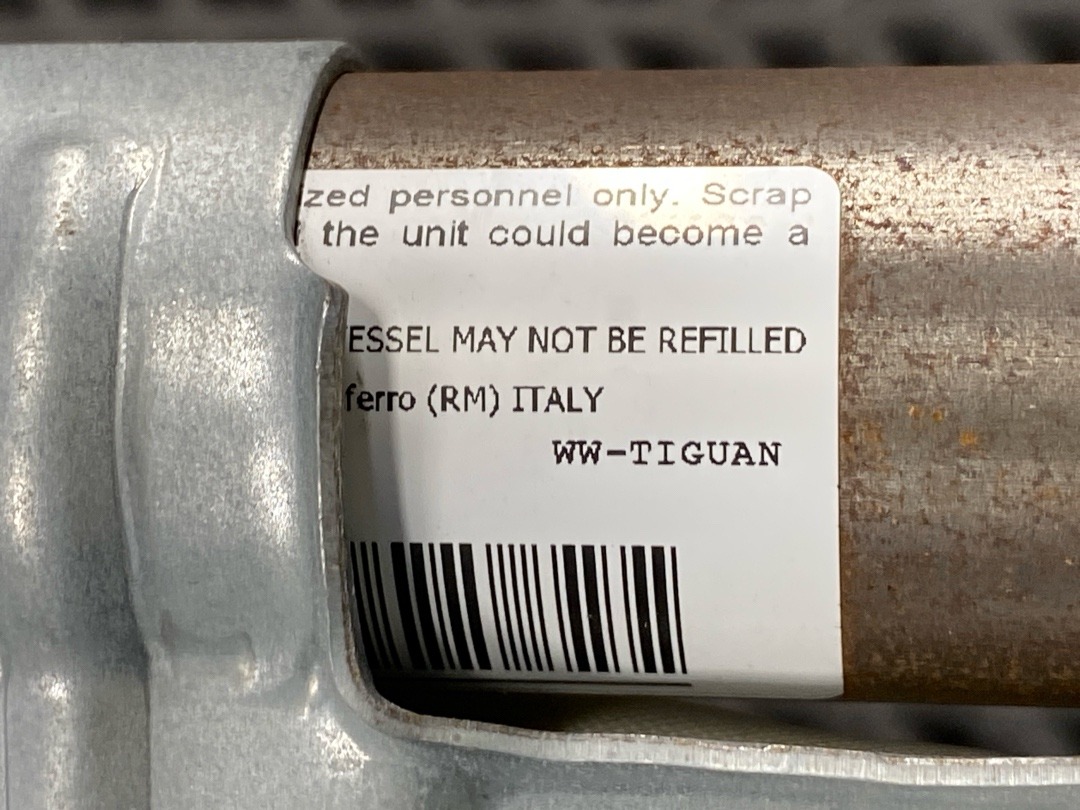 zed personnel only. Scrap
the unit could become a
ESSEL MAY NOT BE REFILLED
ferro (RM) ITALY
WW-TIGUAN